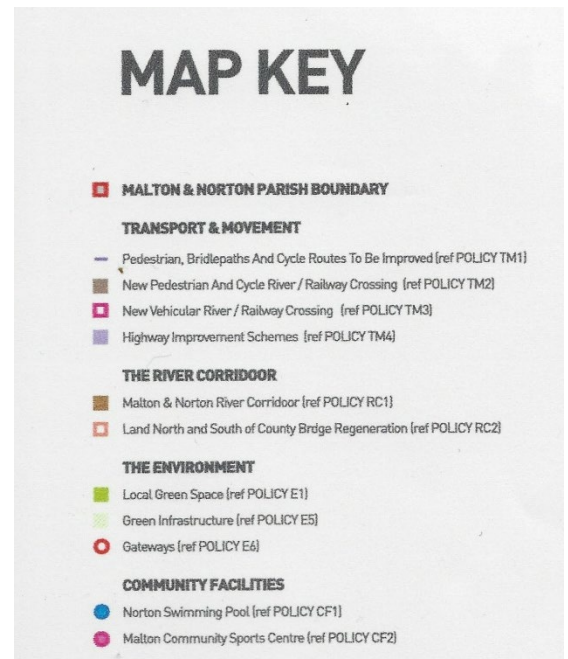 MAP KEY
MALTON & NORTON PARISH BOUNDARY
TRANSPORT & MOVEMENT
Pedestrian, Bridlepaths And Cycle Routes To Be Improved (ref POLICY TM1)
New Pedestrian And Cycle River / Railway Crossing (ref POLICY TM2)
New Vehicular River / Railway Crossing (ref POLICY TM3)
Highway Improvement Schemes (ref POLICY TM4)
THE RIVER CORRIDOOR
Malton & Norton River Corridoor (ref POLICY RC1)
Land North and South of County Brdge Regeneration (ref POLICY RC2)
THE ENVIRONMENT
Local Green Space (ref POLICY E1)
Green Infrastructure (ref POLICY E5)
Gateways (ref POLICY E6)
COMMUNITY FACILITIES
Norton Swimming Pool (ref POLICY CF1)
Malton Community Sports Centre (ref POLICY CF2)